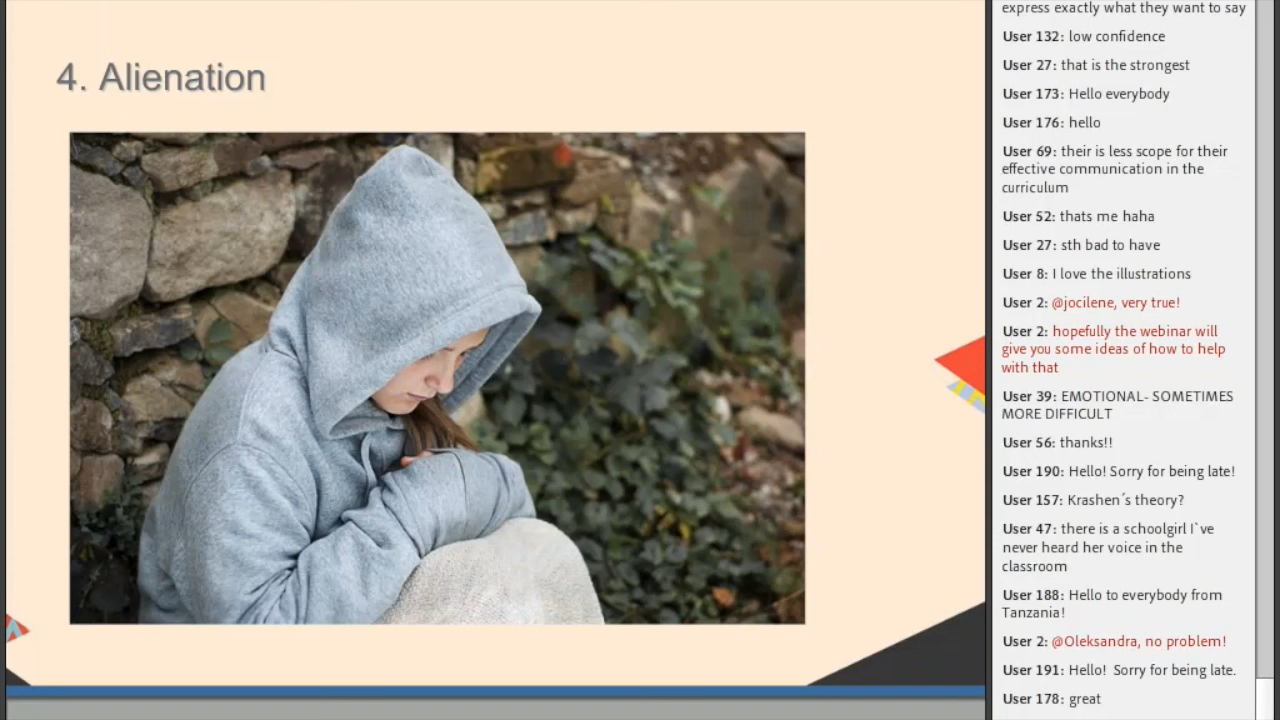 4. Alienation
express exactly what they want to say
User 132: low confidence
User 27: that is the strongest
User 173: Hello everybody
User 176: hello
User 69: their is less scope for their
effective communication in the
curriculum
User 52: thats me haha
User 27: sth bad to have
User 8: I love the illustrations
User 2: @jocilene, very true!
User 2: hopefully the webinar will
give you some ideas of how to help
with that
User 39: EMOTIONAL- SOMETIMES
MORE DIFFICULT
User 56: thanks!!
User 190: Hello! Sorry for being late!
User 157: Krashen´s theory?
User 47: there is a schoolgirl I`ve
never heard her voice in the
classroom
User 188: Hello to everybody from
Tanzania!
User 2: @Oleksandra, no problem!
User 191: Hello!  Sorry for being late.
User 178: great